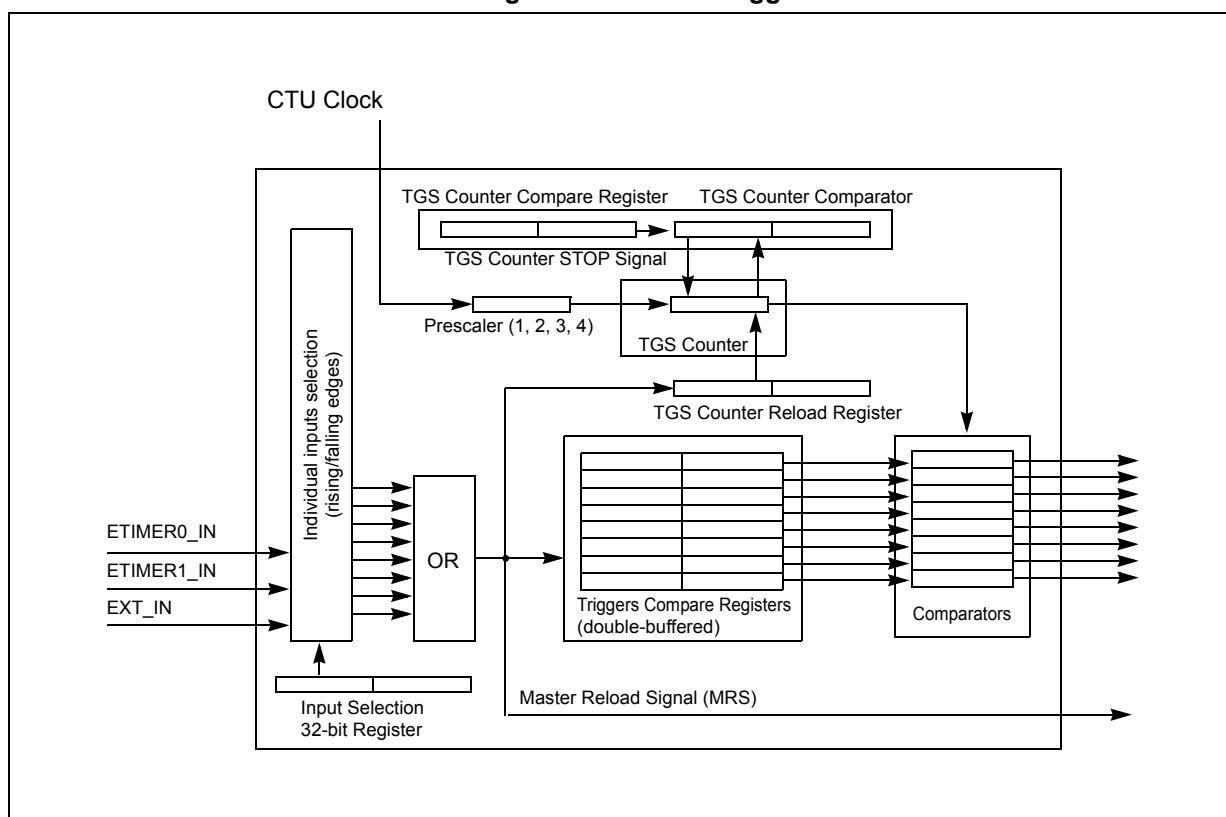 CTU Clock
TGS Counter Compare Register
TGS Counter Comparator
TGS Counter STOP Signal
Prescaler (1, 2, 3, 4)
TGS Counter
TGS Counter Reload Register
Individual inputs selection
(rising/falling edges)
ETIMER0_IN
ETIMER1_IN
EXT_IN
OR
Triggers Compare Registers
(double-buffered)
Comparators
Master Reload Signal (MRS)
Input Selection
32-bit Register